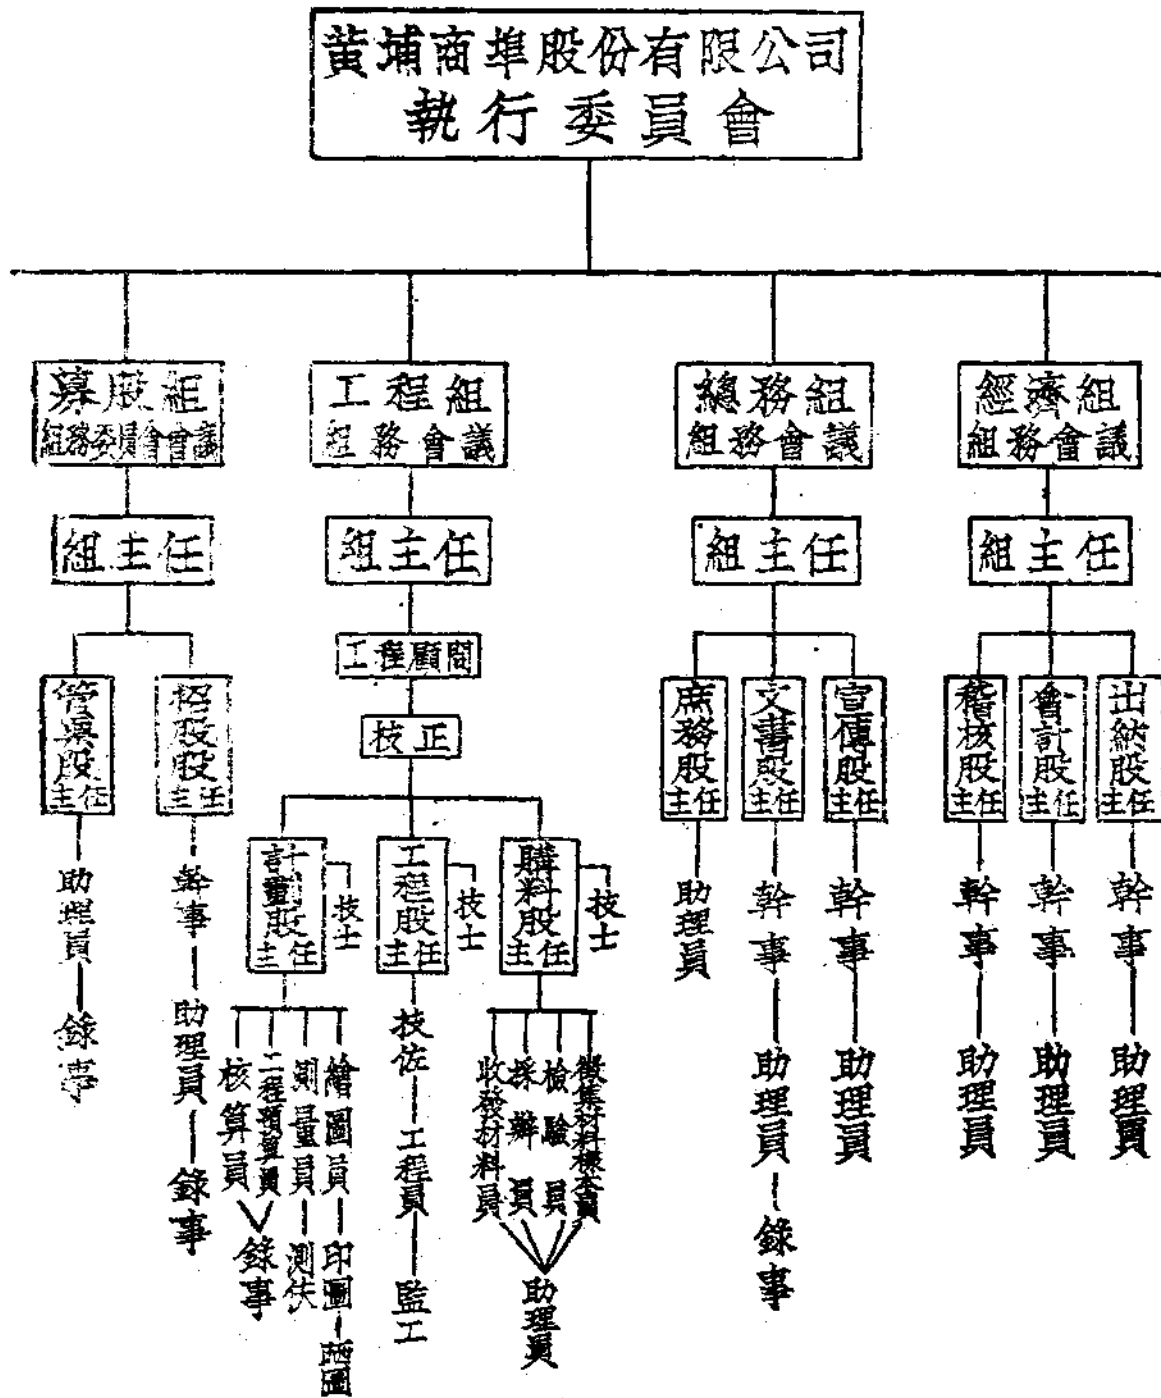 黃埔商埠股份有限公司
執行委員會
募股組
組務委員會會議
工程組
組務會議
總務組
組務會議
經濟組
組務會議
組主任
組主任
組主任
組主任
工程顧問
技正
管票股
主任
招股股
主任
計劃股
主任
技士
工程股
主任
技士
購料股
主任
技士
庶務股
主任
文書股
主任
宣傳股
主任
稽核股
主任
會計股
主任
出納股
主任
助理員
錄事
幹事
助理員
錄事
核算員
工程預算員
錄事
測量員
測伕
繪圖員
印圖
晒圖
技佐
工程員
監工
收發材料員
採辦員
檢驗員
徵集材料樣本員
助理員
助理員
幹事
助理員
錄事
幹事
助理員
幹事
助理員
幹事
助理員
幹事
助理員